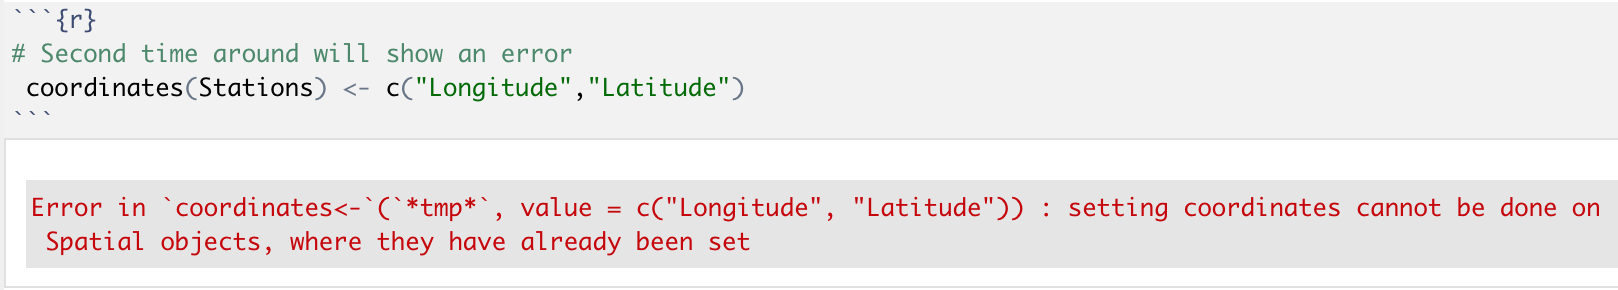 ```{r}
# Second time around will show an error
coordinates(Stations) <- c("Longitude","Latitude")
```
Error in `coordinates<-`(`*tmp*`, value = c("Longitude", "Latitude")) : setting coordinates cannot be done on
Spatial objects, where they have already been set